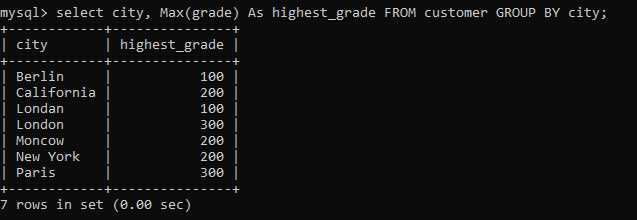 mysql> select city, Max(grade) As highest_grade FROM customer GROUP BY city;
+------------+---------------+
| city       | highest_grade |
+------------+---------------+
| Berlin     |           100 |
| California |           200 |
| Londan     |           100 |
| London     |           300 |
| Moncow     |           200 |
| New York   |           200 |
| Paris      |           300 |
+------------+---------------+
7 rows in set (0.00 sec)